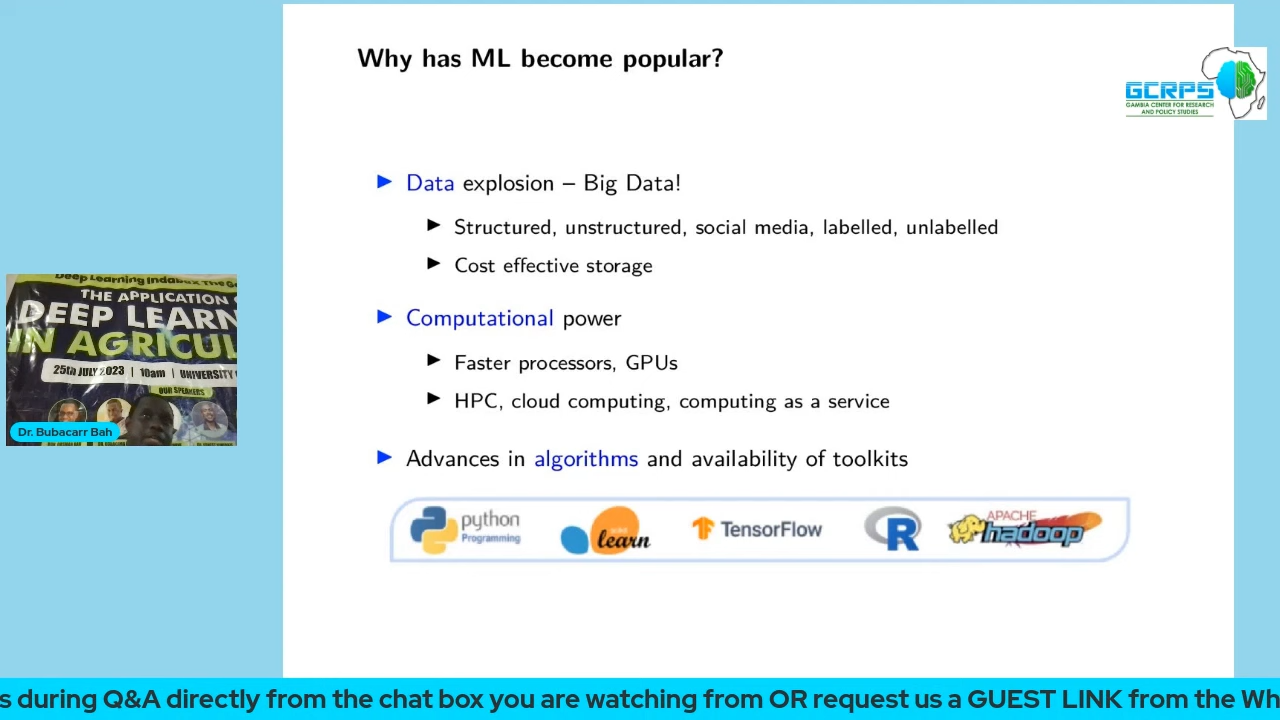 Why has ML become popular?
GCRPS
GAMBIA CENTER FOR RESEARCH
AND POLICY STUDIES
Data explosion – Big Data!
Structured, unstructured, social media, labelled, unlabelled
Cost effective storage
Computational power
Faster processors, GPUs
HPC, cloud computing, computing as a service
Advances in algorithms and availability of toolkits
python
Programming
learn
TensorFlow
R
APACHE
hadoop
Deep Learning
THE APPLICATION
DEEP LEARN
IN AGRICUL
25th JULY 2023 | 10am | UNIVERSITY
OUR SPEAKERS
Dr. Bubacarr Bah
s during Q&A directly from the chat box you are watching from OR request us a GUEST LINK from the Wh